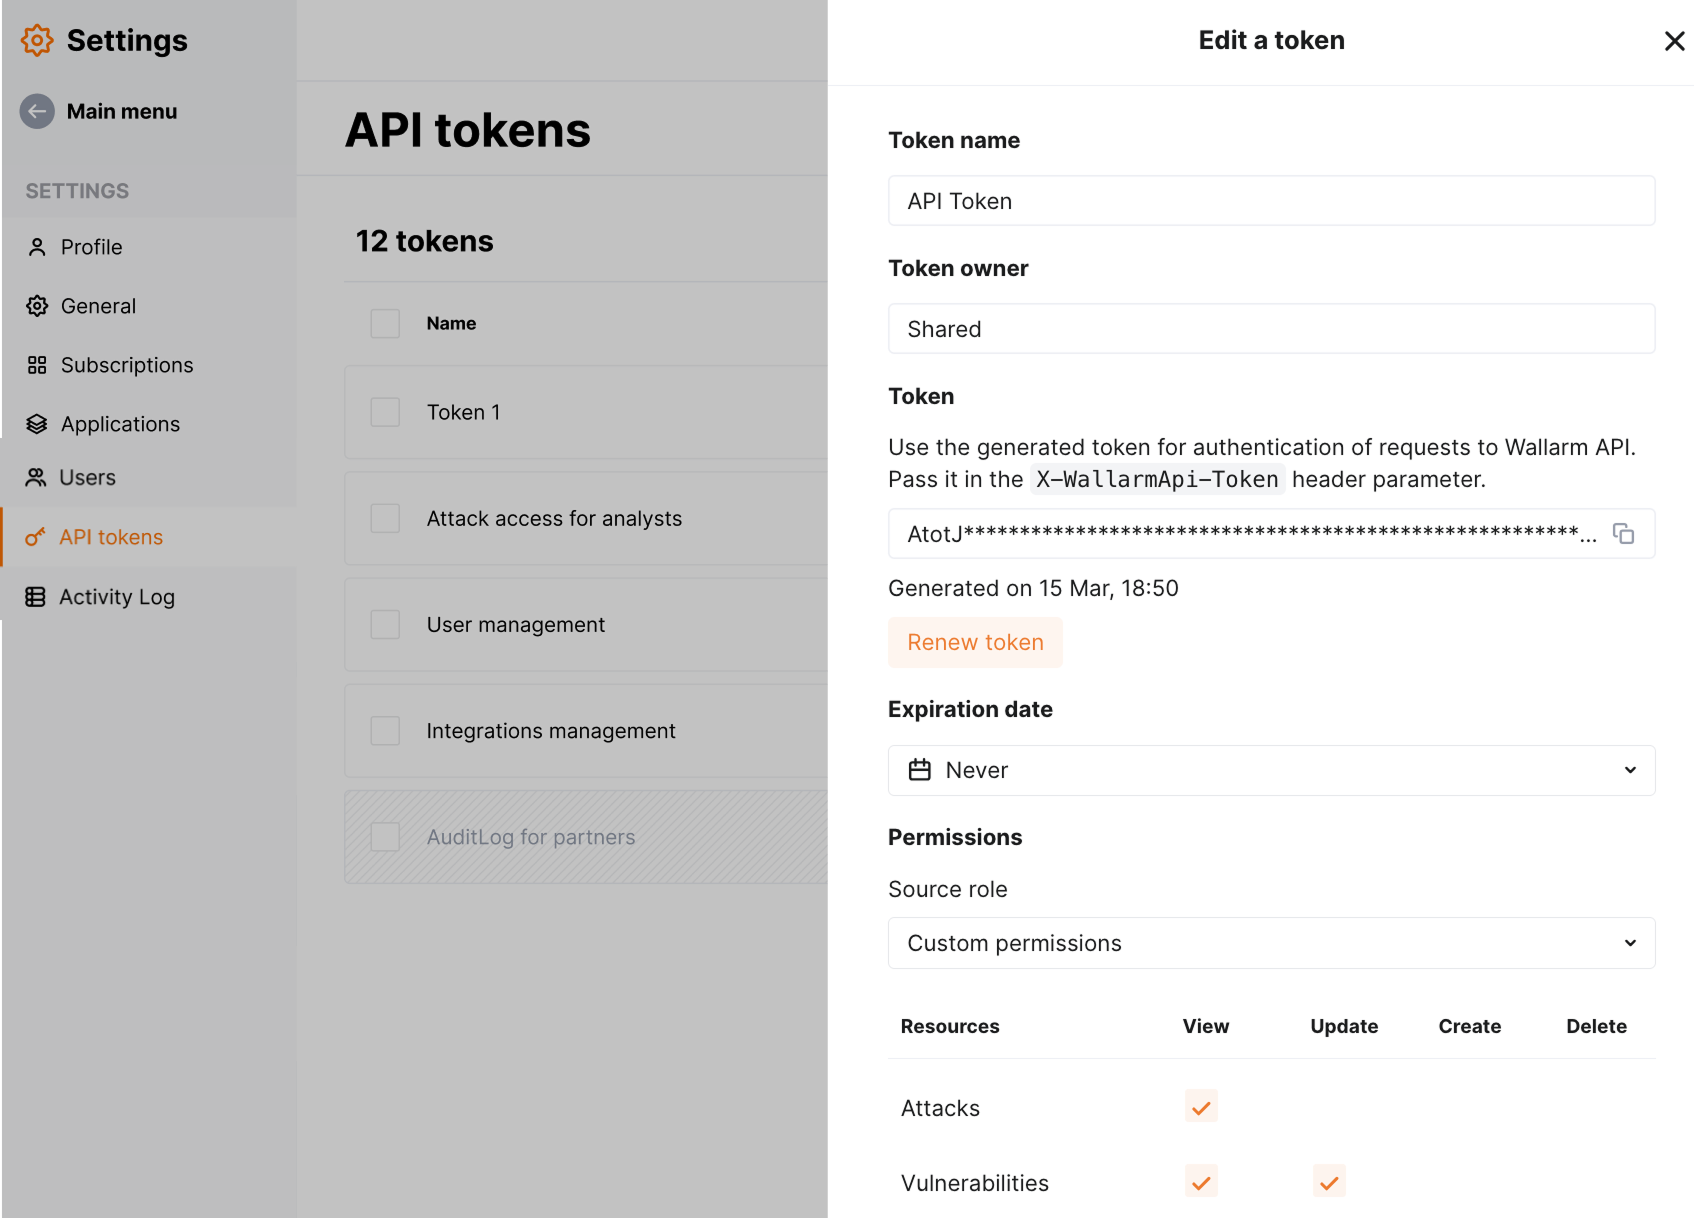 Settings
Main menu
SETTINGS
Profile
General
Subscriptions
Applications
Users
API tokens
Activity Log
API tokens
12 tokens
Name
Token 1
Attack access for analysts
User management
Integrations management
AuditLog for partners
Edit a token
Token name
API Token
Token owner
Shared
Token
Use the generated token for authentication of requests to Wallarm API.
Pass it in the X-WallarmApi-Token header parameter.
AtotJ*******************************************************...
Generated on 15 Mar, 18:50
Renew token
Expiration date
Never
Permissions
Source role
Custom permissions
Resources View Update Create Delete
Attacks
Vulnerabilities